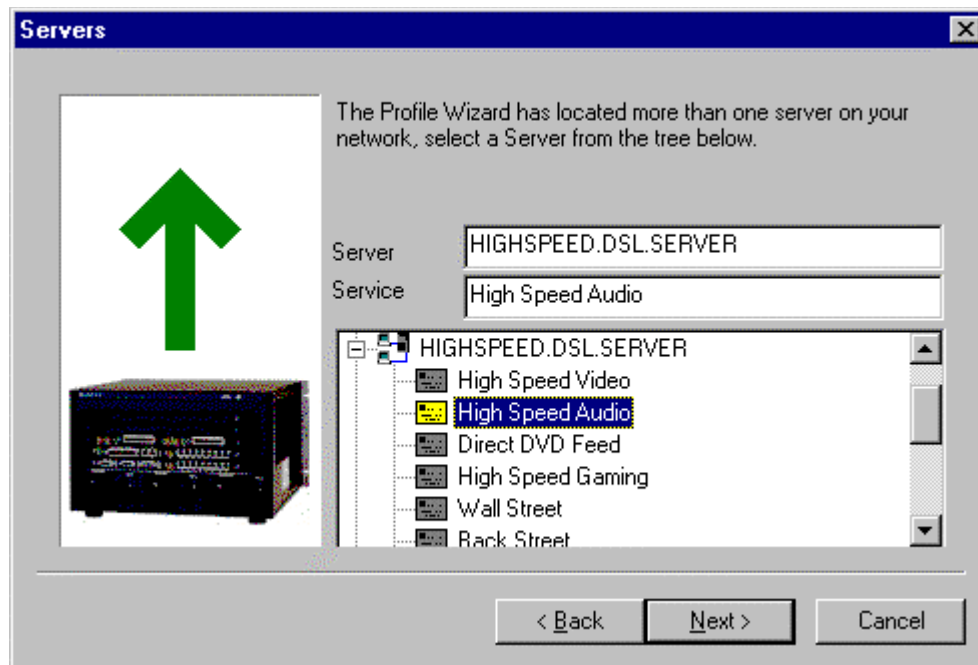 Servers
The Profile Wizard has located more than one server on your
network, select a Server from the tree below.
Server
HIGHSPEED.DSL.SERVER
Service
High Speed Audio
HIGHSPEED.DSL.SERVER
High Speed Video
High Speed Audio
Direct DVD Feed
High Speed Gaming
Wall Street
Back Street
< Back
Next >
Cancel